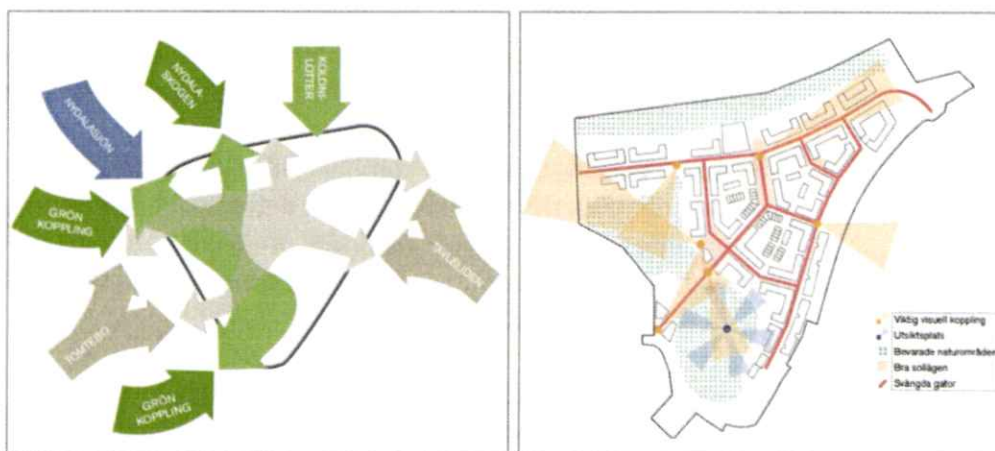 NYDALA-
SKOGEN
KOLONI-
LOTTER
NYDALASJÖN
GRÖN
KOPPLING
TAVLELIDEN
TOMTEBO
GRÖN
KOPPLING
Viktig visuell koppling
Utsiktsplats
Bevarade naturområden
Bra sollägen
Svängda gator